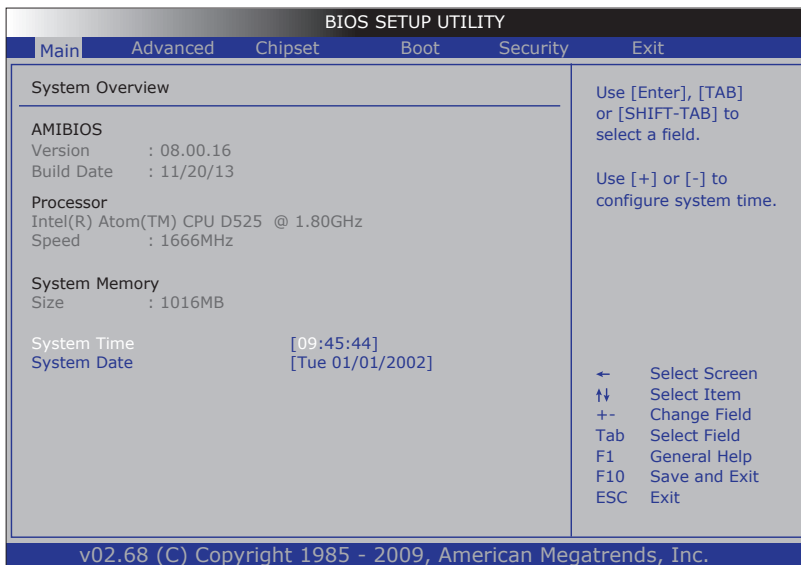 BIOS SETUP UTILITY
Main Advanced Chipset Boot Security Exit
System Overview
AMIBIOS
Version : 08.00.16
Build Date : 11/20/13
Processor
Intel(R) Atom(TM) CPU D525 @ 1.80GHz
Speed : 1666MHz
System Memory
Size : 1016MB
System Time [09:45:44]
System Date [Tue 01/01/2002]
Use [Enter], [TAB]
or [SHIFT-TAB] to
select a field.
Use [+] or [-] to
configure system time.
← Select Screen
↑↓ Select Item
+- Change Field
Tab Select Field
F1 General Help
F10 Save and Exit
ESC Exit
v02.68 (C) Copyright 1985 - 2009, American Megatrends, Inc.